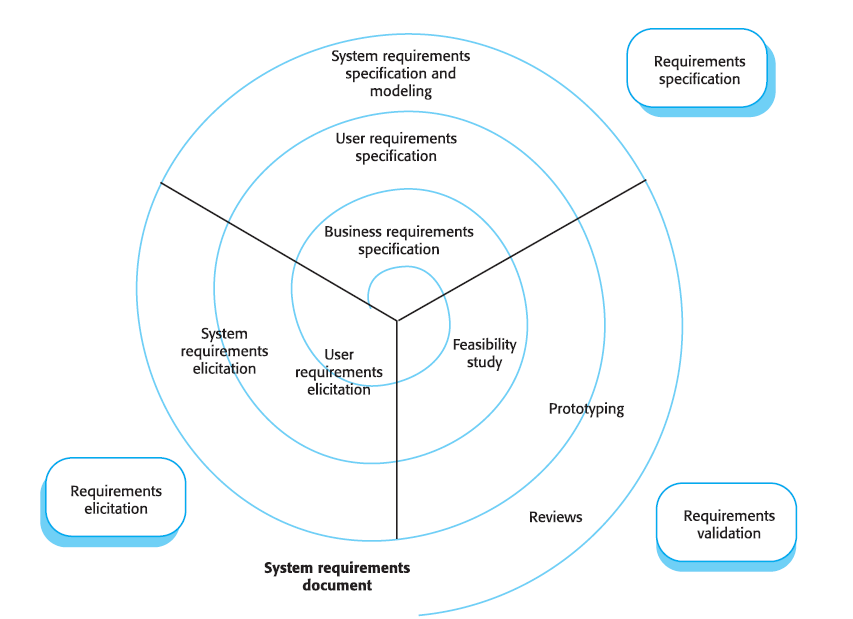 System requirements
specification and
modeling
Requirements
specification
User requirements
specification
Business requirements
specification
System
requirements
elicitation
User
requirements
elicitation
Feasibility
study
Prototyping
Requirements
elicitation
Reviews
Requirements
validation
System requirements
document